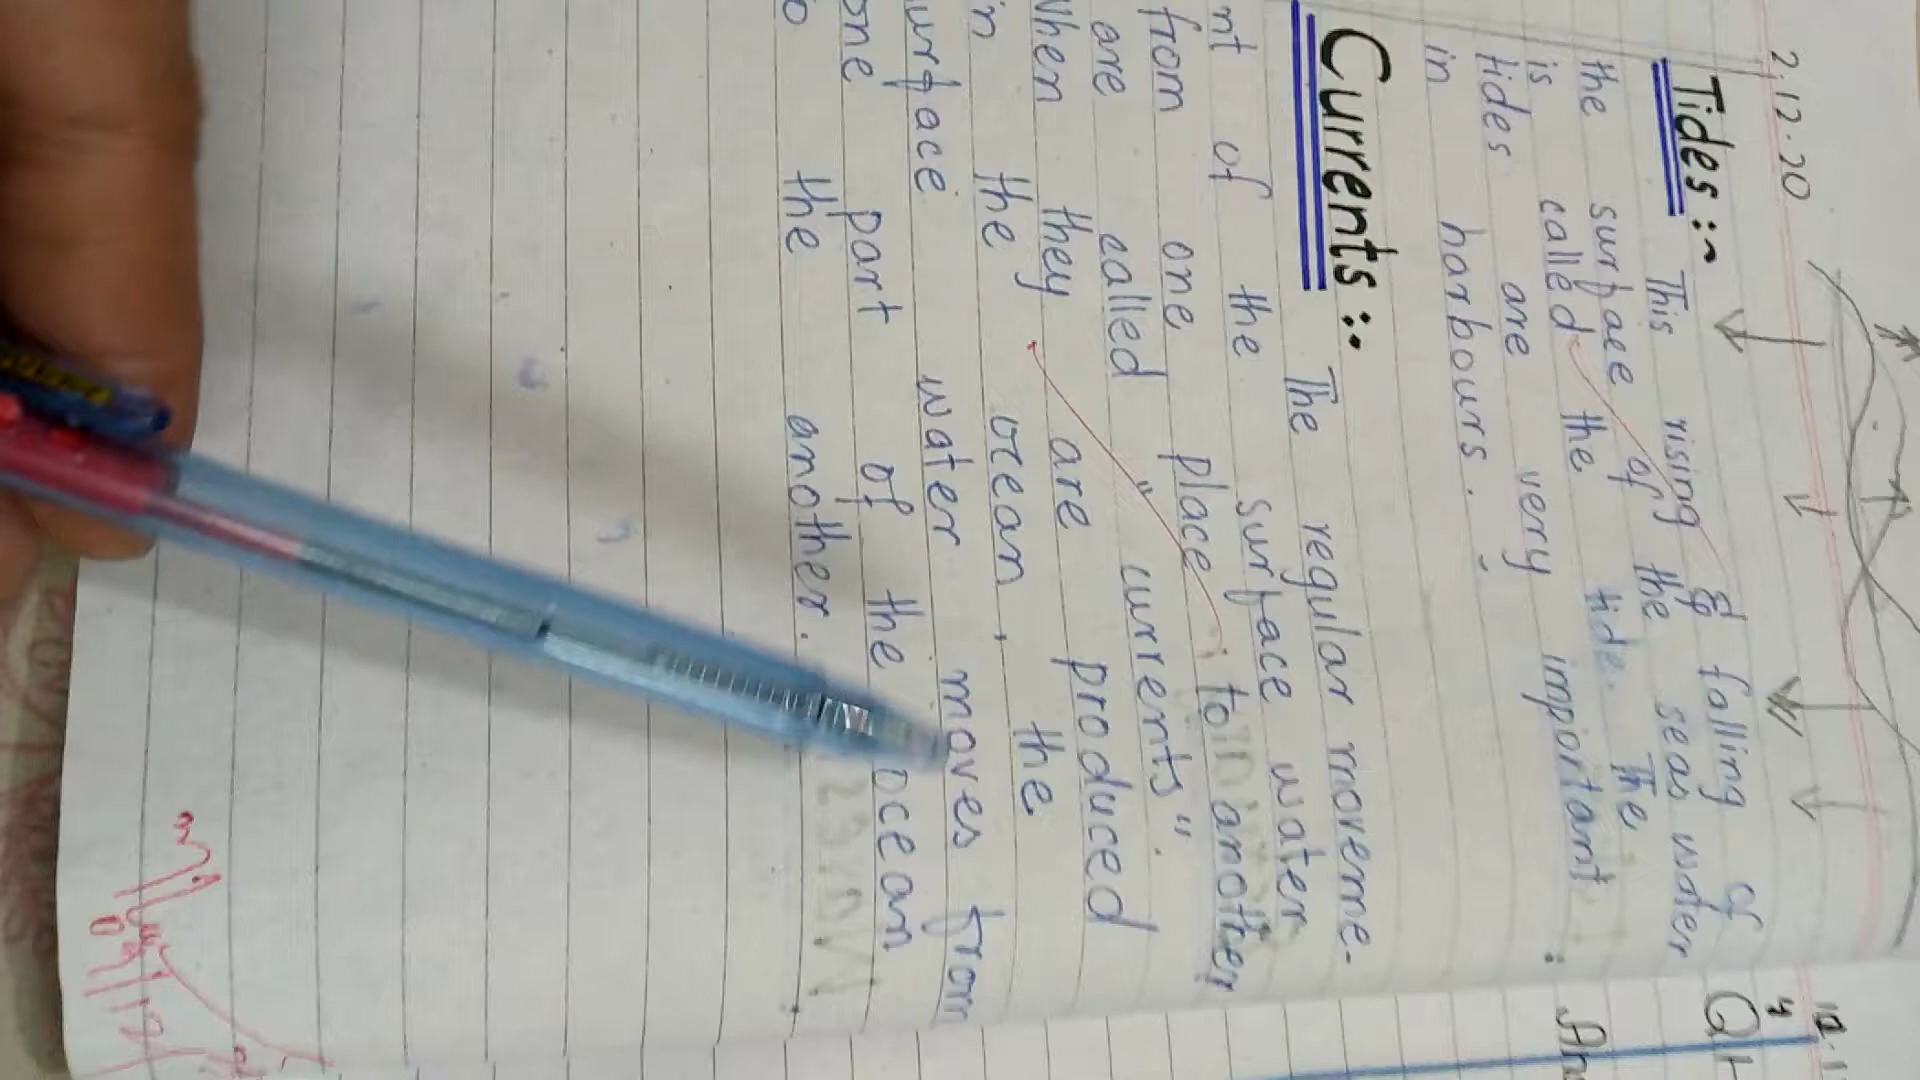 2.12.20
Tides :~ This rising & falling of
the surface of the seas water
is called the tide. The
tides are very important
in harbours.
Currents :- The regular moveme-
nt of the surface water
from one place to another
are called "currents".
When they are produced
in the ocean, the
surface water moves from
one part of the ocean
to the another.